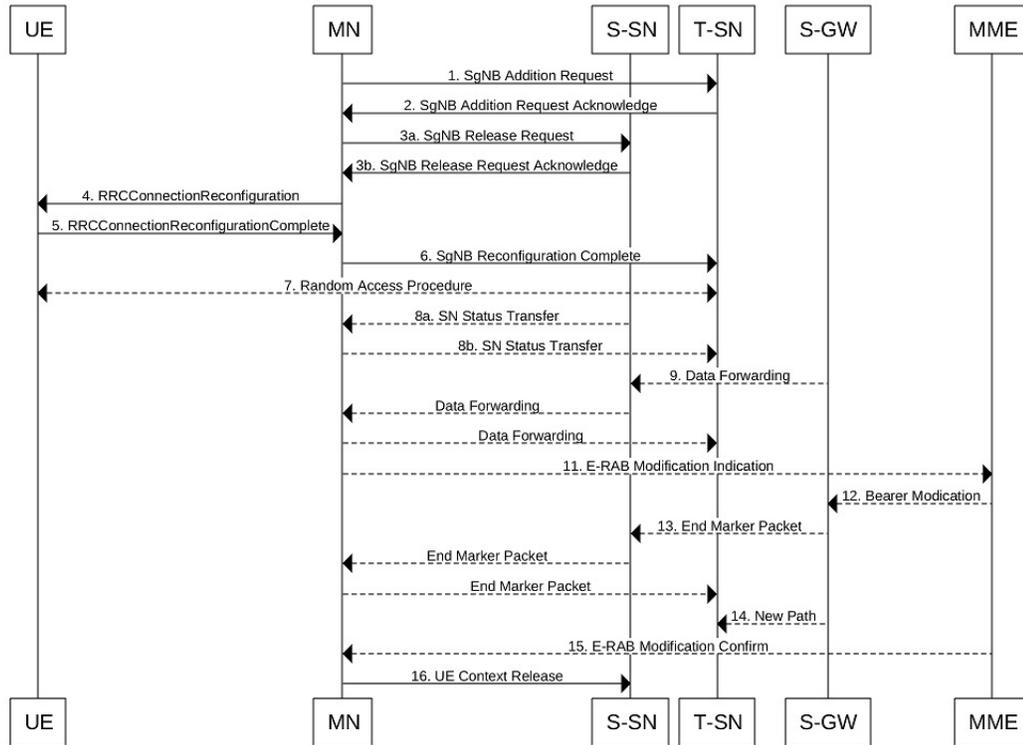 UE MN S-SN T-SN S-GW MME
1. SgNB Addition Request
2. SgNB Addition Request Acknowledge
3a. SgNB Release Request
3b. SgNB Release Request Acknowledge
4. RRCConnectionReconfiguration
5. RRCConnectionReconfigurationComplete
6. SgNB Reconfiguration Complete
7. Random Access Procedure
8a. SN Status Transfer
8b. SN Status Transfer
9. Data Forwarding
Data Forwarding
Data Forwarding
11. E-RAB Modification Indication
12. Bearer Modication
13. End Marker Packet
End Marker Packet
End Marker Packet
14. New Path
15. E-RAB Modification Confirm
16. UE Context Release
UE MN S-SN T-SN S-GW MME